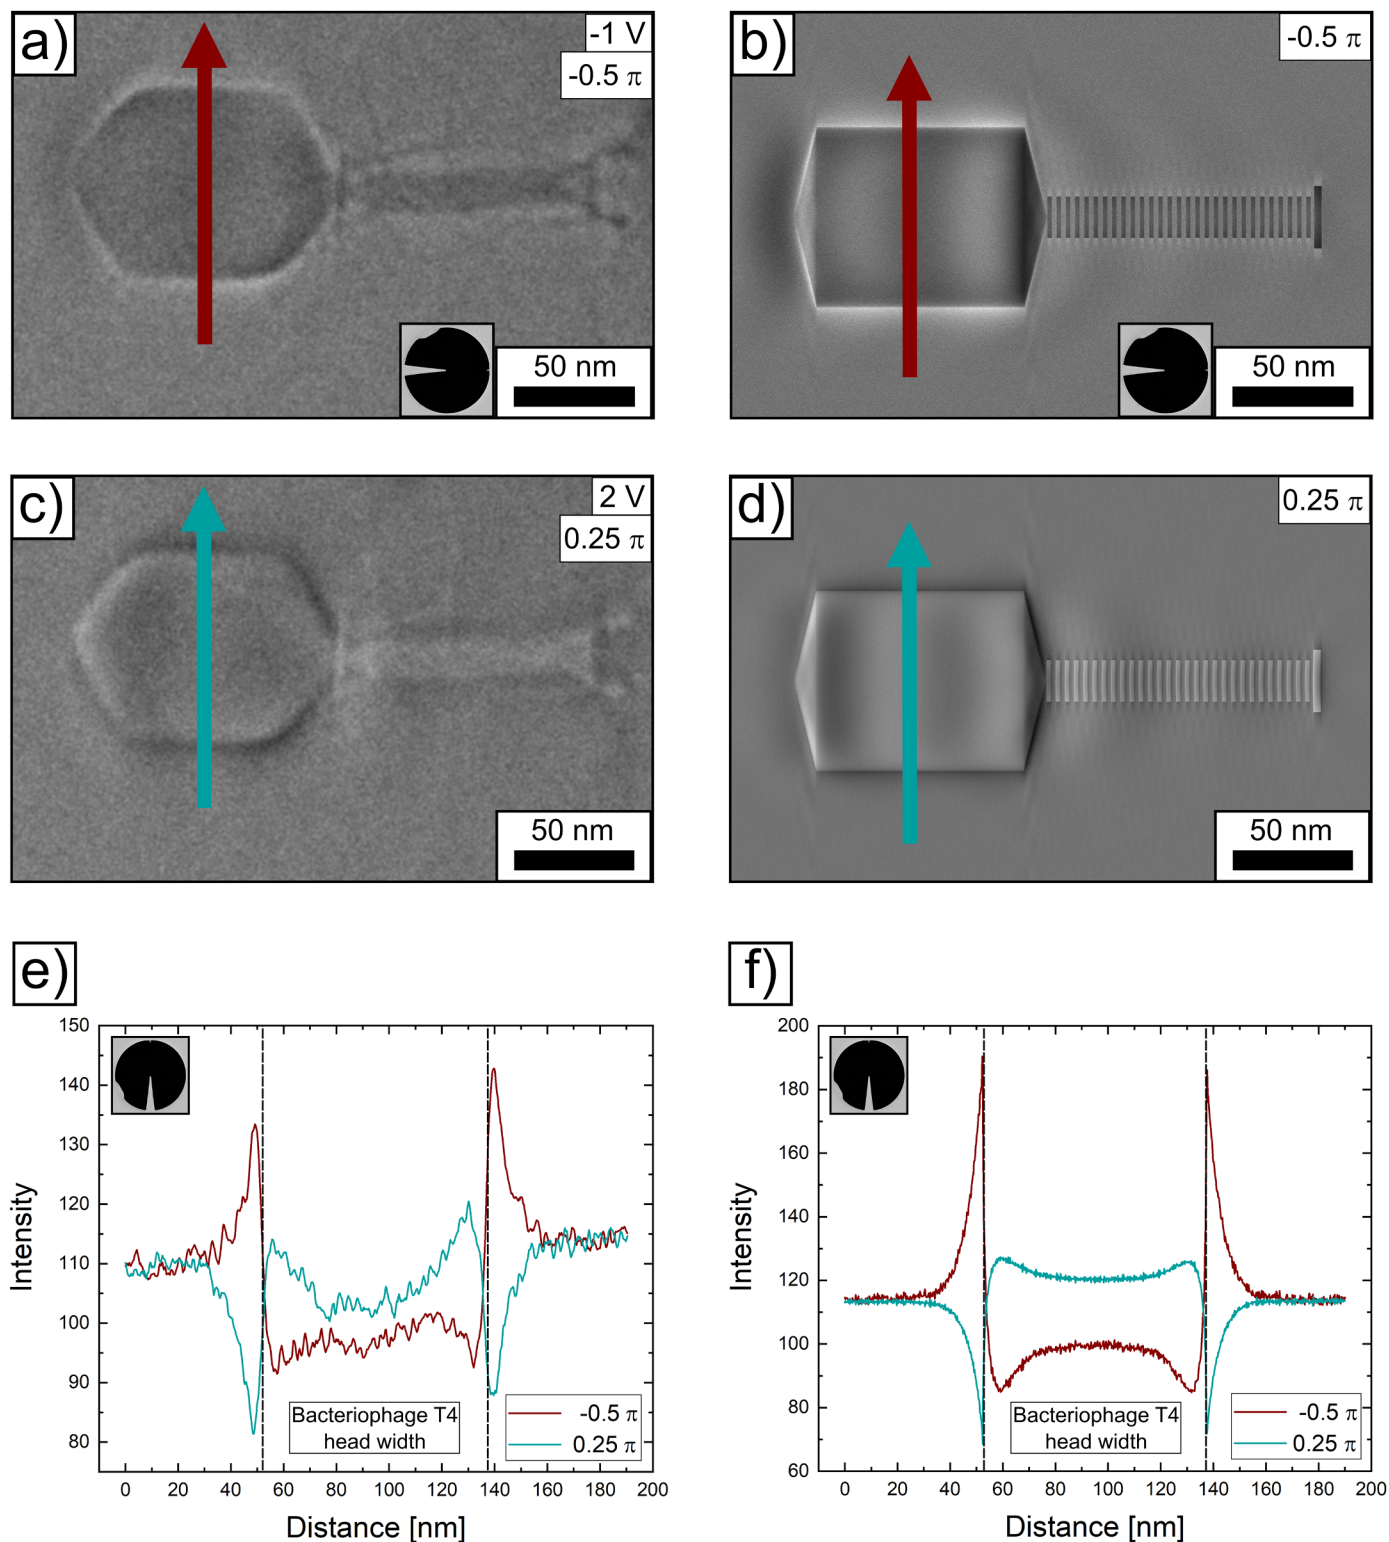 a)
-1 V
-0.5 π
50 nm
b)
-0.5 π
50 nm
c)
2 V
0.25 π
50 nm
d)
0.25 π
50 nm
e)
150
140
130
120
110
100
90
80
Intensity
0 20 40 60 80 100 120 140 160 180 200
Distance [nm]
Bacteriophage T4
head width
-0.5 π
0.25 π
f)
200
180
160
140
120
100
80
60
Intensity
0 20 40 60 80 100 120 140 160 180 200
Distance [nm]
Bacteriophage T4
head width
-0.5 π
0.25 π